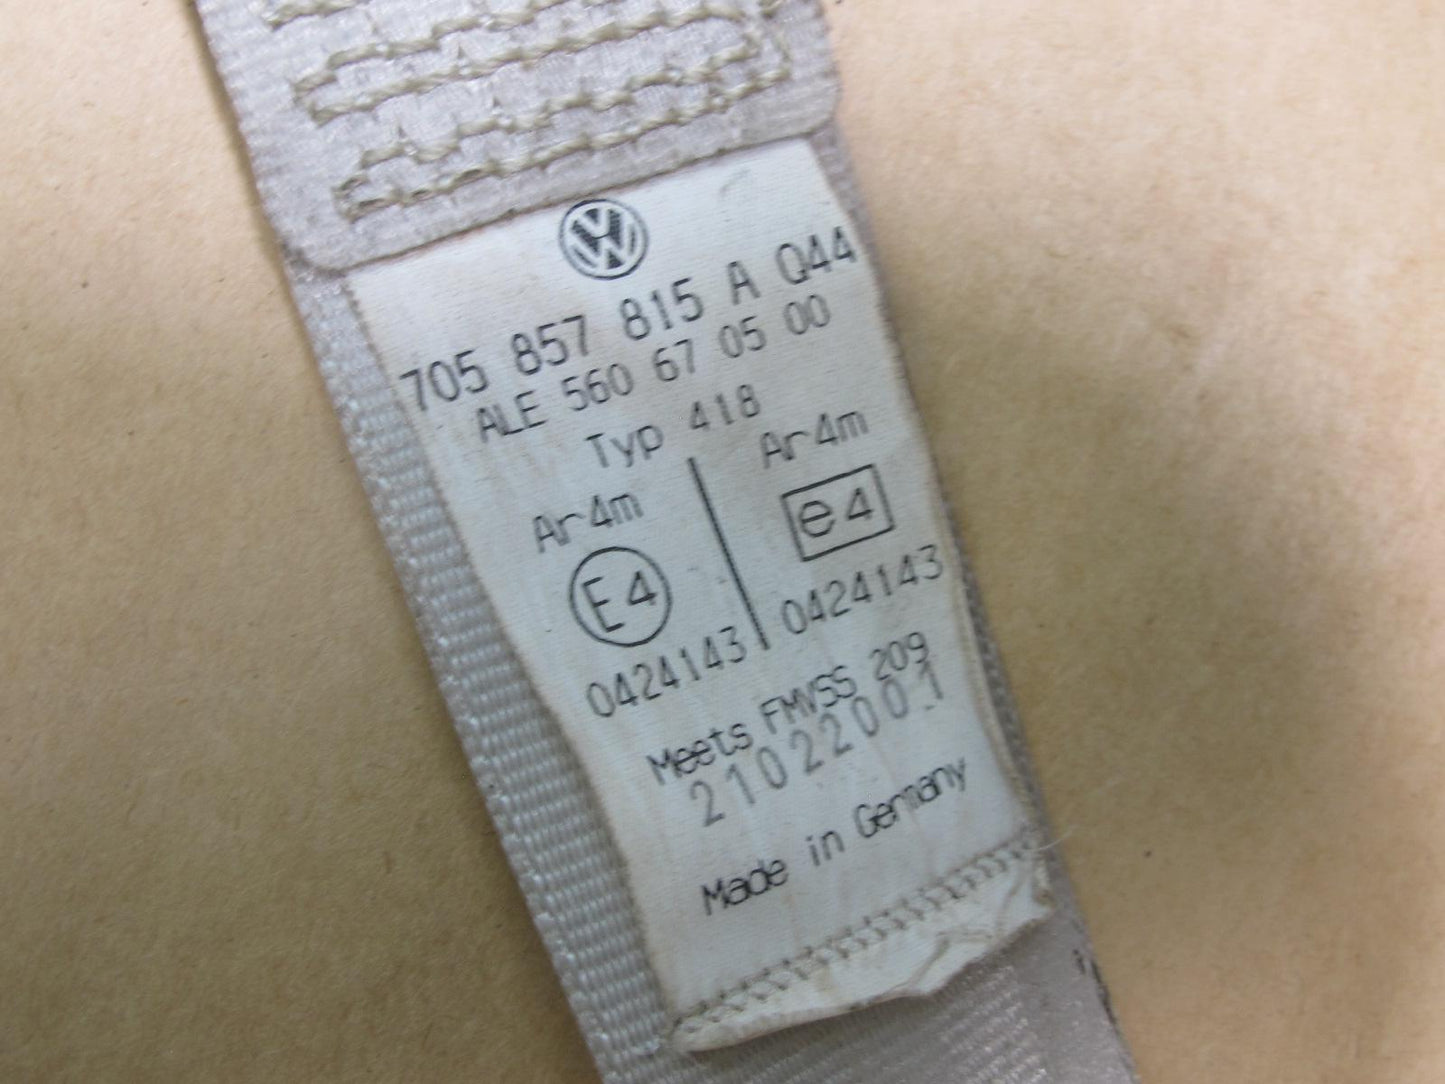 VW
705 857 815 A Q44
ALE 560 67 05 00
Typ 418
Ar4m Ar4m
E4 e4
0424143 0424143
Meets FMVSS 209
21022001
Made in Germany